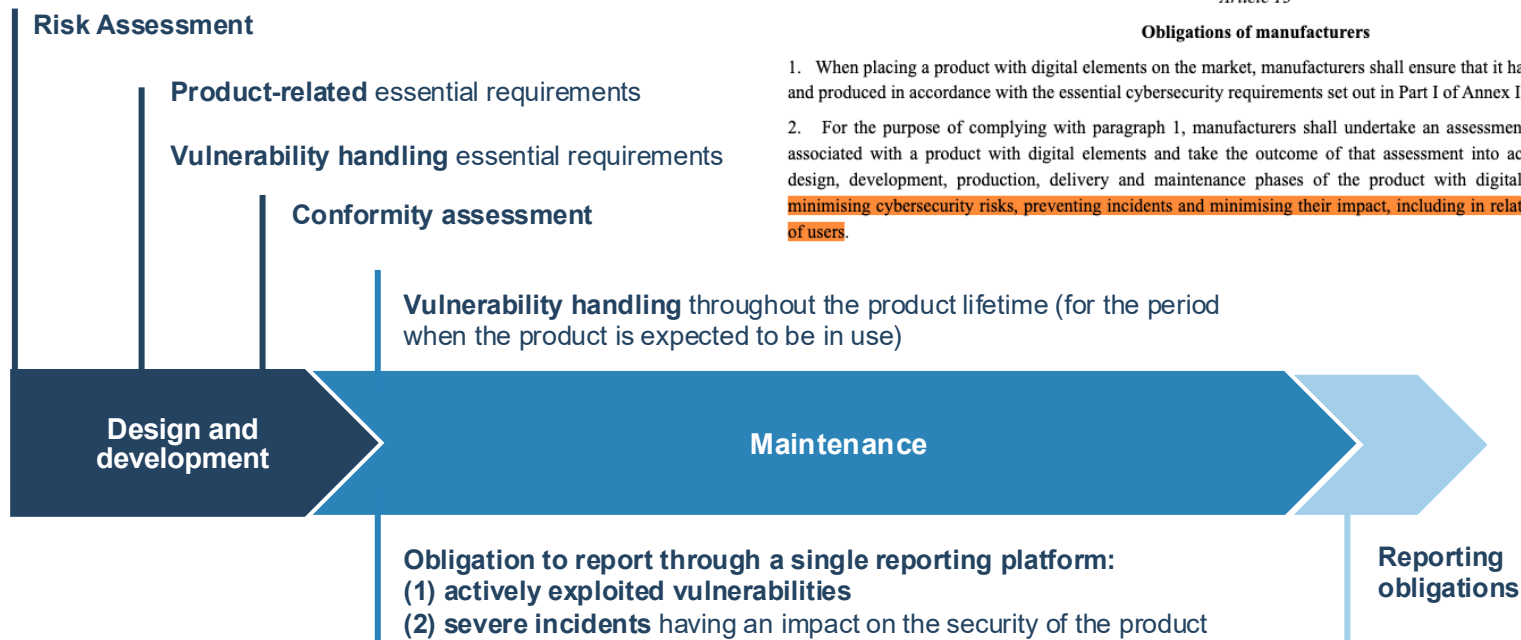 Risk Assessment
Product-related essential requirements
Vulnerability handling essential requirements
Conformity assessment
Obligations of manufacturers
1. When placing a product with digital elements on the market, manufacturers shall ensure that it
and produced in accordance with the essential cybersecurity requirements set out in Part I of Annex I
2. For the purpose of complying with paragraph 1, manufacturers shall undertake an
associated with a product with digital elements and take the outcome of that assessment into
design, development, production, delivery and maintenance phases of the product with digital
minimising cybersecurity risks, preventing incidents and minimising their impact, including in
of users.
Vulnerability handling throughout the product lifetime (for the period
when the product is expected to be in use)
Design and
development
Maintenance
Obligation to report through a single reporting platform:
(1) actively exploited vulnerabilities
(2) severe incidents having an impact on the security of the product
Reporting
obligations